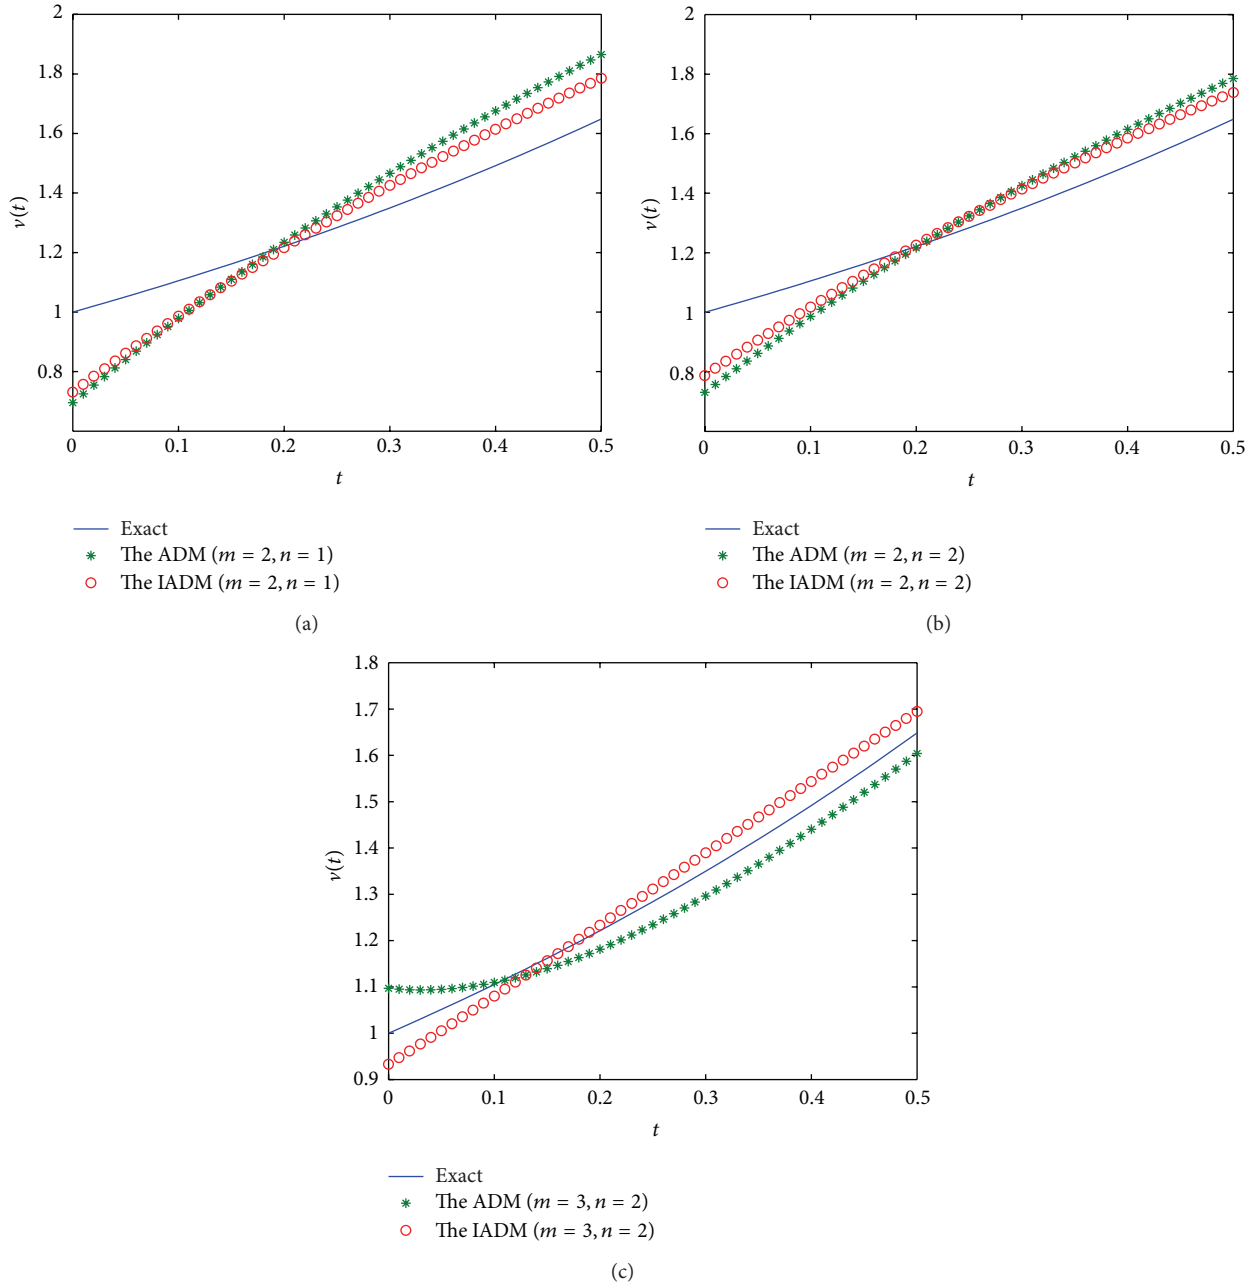 2
1.8
1.6
1.4
1.2
1
0.8
v(t)
0
0.1
0.2
0.3
0.4
0.5
t
Exact
The ADM (m = 2, n = 1)
The IADM (m = 2, n = 1)
(a)
2
1.8
1.6
1.4
1.2
1
0.8
v(t)
0
0.1
0.2
0.3
0.4
0.5
t
Exact
The ADM (m = 2, n = 2)
The IADM (m = 2, n = 2)
(b)
1.8
1.7
1.6
1.5
1.4
1.3
1.2
1.1
1
0.9
v(t)
0
0.1
0.2
0.3
0.4
0.5
t
Exact
The ADM (m = 3, n = 2)
The IADM (m = 3, n = 2)
(c)